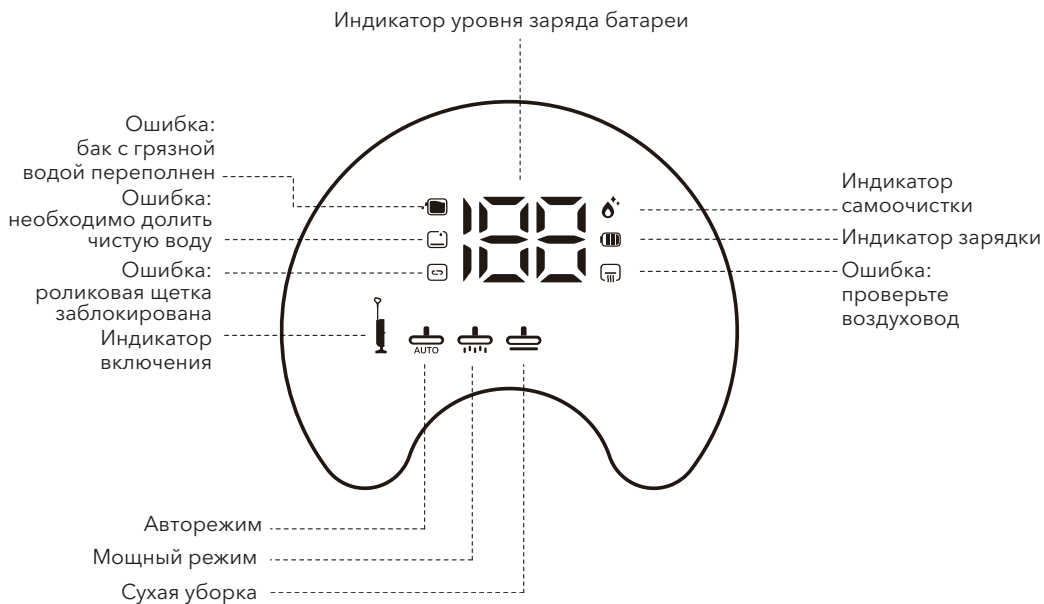 Индикатор уровня заряда батареи
Ошибка:
бак с грязной
водой переполнен
Ошибка:
необходимо долить
чистую воду
Ошибка:
роликовая щетка
заблокирована
Индикатор
включения
188
AUTO
Индикатор
самоочистки
Индикатор зарядки
Ошибка:
проверьте
воздуховод
Авторежим
Мощный режим
Сухая уборка